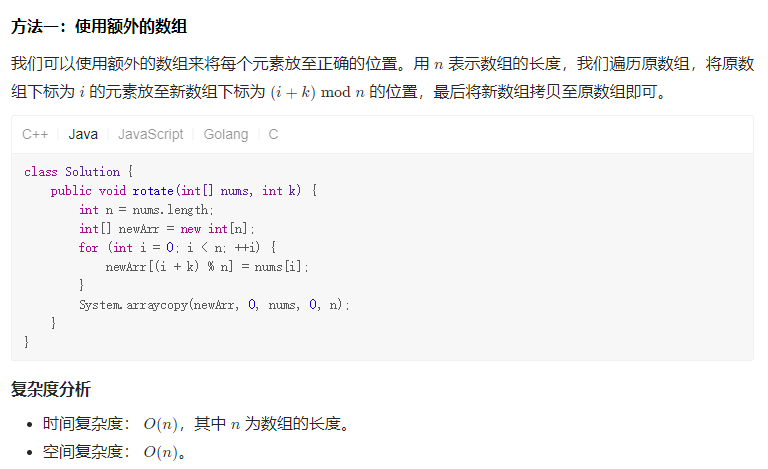 方法一：使用额外的数组
我们可以使用额外的数组来将每个元素放至正确的位置。用 n 表示数组的长度，我们遍历原数组，将原数
组下标为 i 的元素放至新数组下标为 (i + k) mod n 的位置，最后将新数组拷贝至原数组即可。
C++ Java JavaScript Golang C
class Solution {
    public void rotate(int[] nums, int k) {
        int n = nums.length;
        int[] newArr = new int[n];
        for (int i = 0; i < n; ++i) {
            newArr[(i + k) % n] = nums[i];
        }
        System.arraycopy(newArr, 0, nums, 0, n);
    }
}
复杂度分析
• 时间复杂度： O(n)，其中 n 为数组的长度。
• 空间复杂度： O(n)。